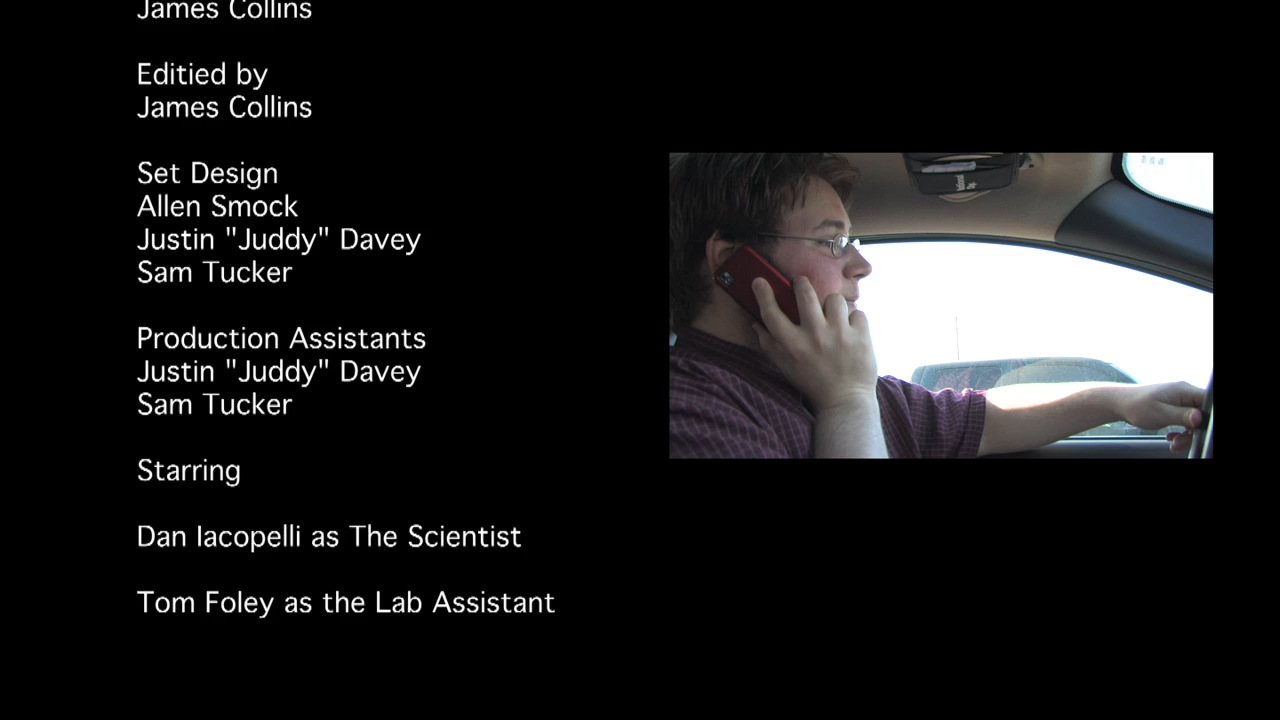 James Collins
Editied by
James Collins
Set Design
Allen Smock
Justin "Juddy" Davey
Sam Tucker
Production Assistants
Justin "Juddy" Davey
Sam Tucker
Starring
Dan Iacopelli as The Scientist
Tom Foley as the Lab Assistant